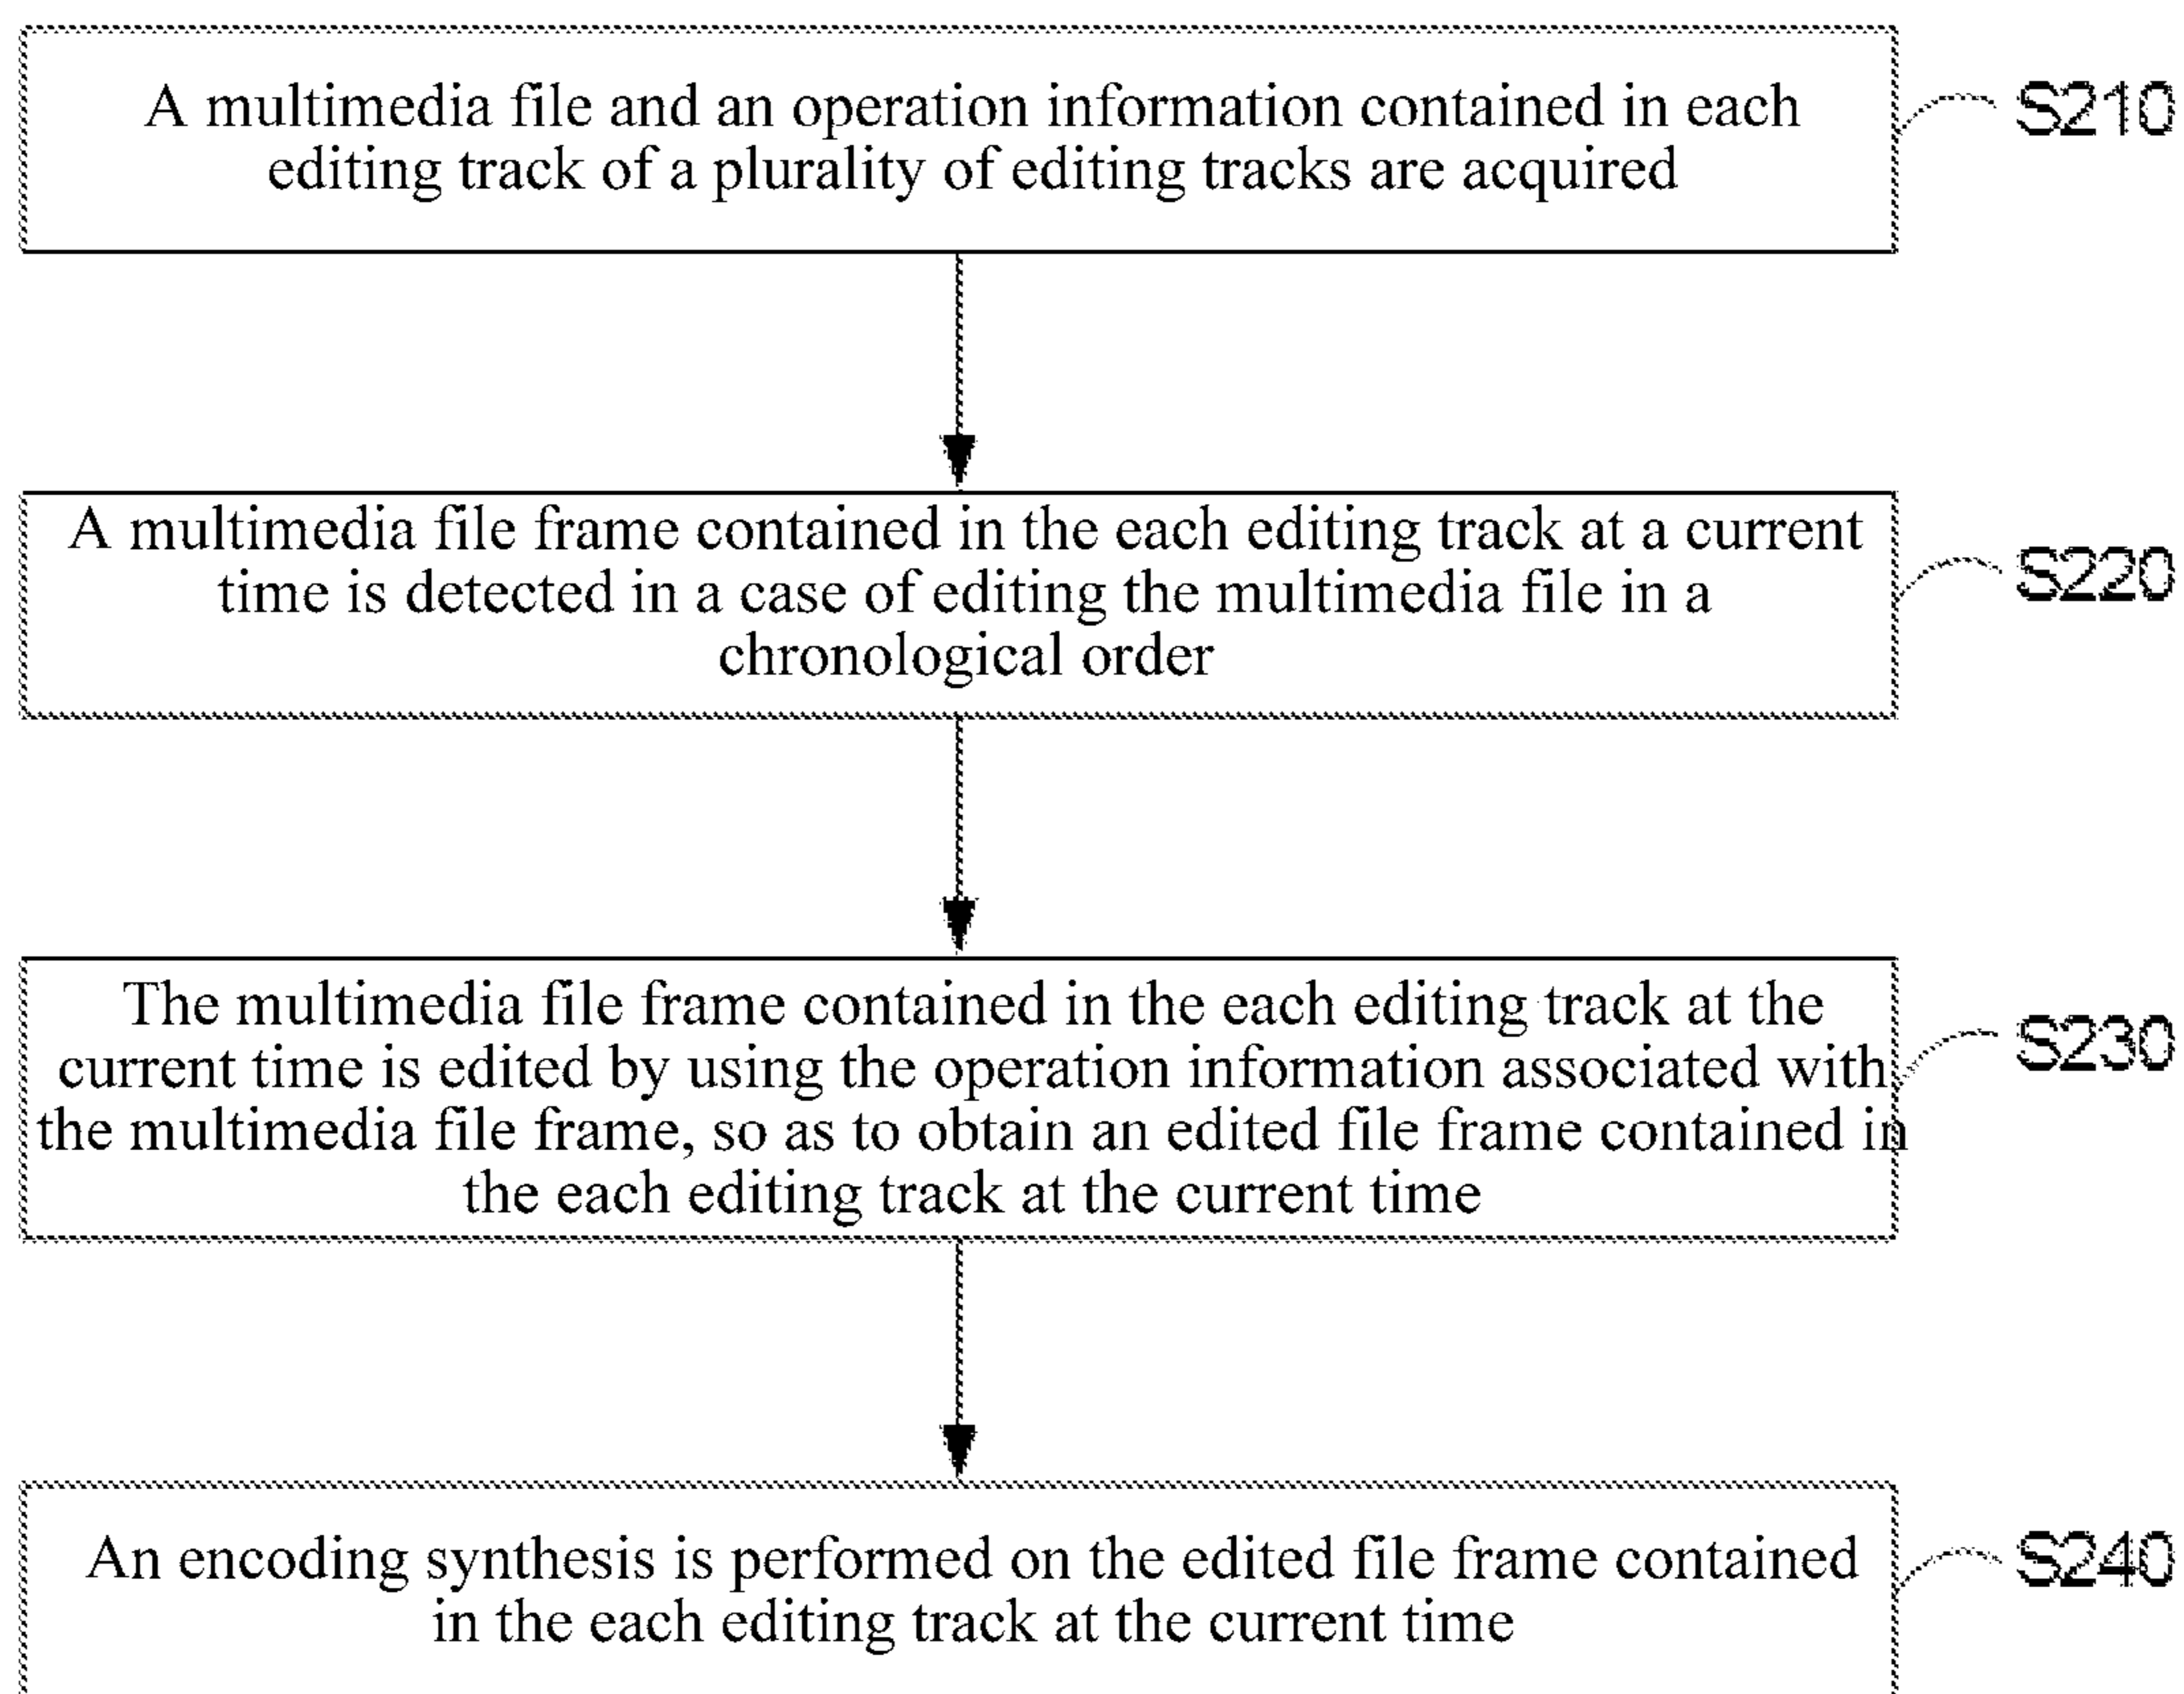 A multimedia file and an operation information contained in each
editing track of a plurality of editing tracks are acquired
S210
A multimedia file frame contained in the each editing track at a current
time is detected in a case of editing the multimedia file in a
chronological order
S220
The multimedia file frame contained in the each editing track at the
current time is edited by using the operation information associated with
the multimedia file frame, so as to obtain an edited file frame contained in
the each editing track at the current time
S230
An encoding synthesis is performed on the edited file frame contained
in the each editing track at the current time
S240